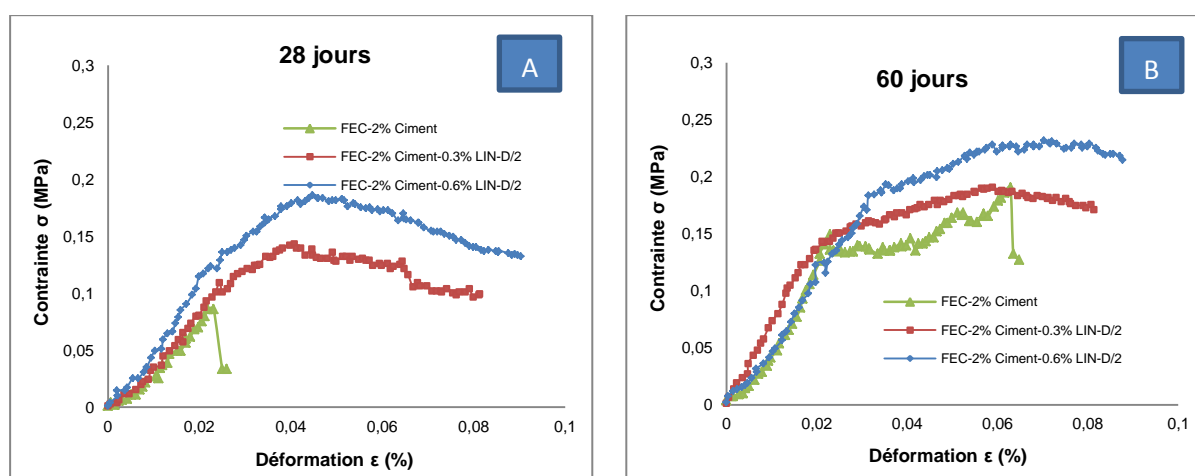 28 jours
A
0,3
0,25
0,2
0,15
0,1
0,05
0
Contrainte σ (MPa)
FEC-2% Ciment
FEC-2% Ciment-0.3% LIN-D/2
FEC-2% Ciment-0.6% LIN-D/2
0
0,02
0,04
0,06
0,08
0,1
Déformation ε (%)
60 jours
B
0,3
0,25
0,2
0,15
0,1
0,05
0
Contrainte σ (MPa)
FEC-2% Ciment
FEC-2% Ciment-0.3% LIN-D/2
FEC-2% Ciment-0.6% LIN-D/2
0
0,02
0,04
0,06
0,08
0,1
Déformation ε (%)